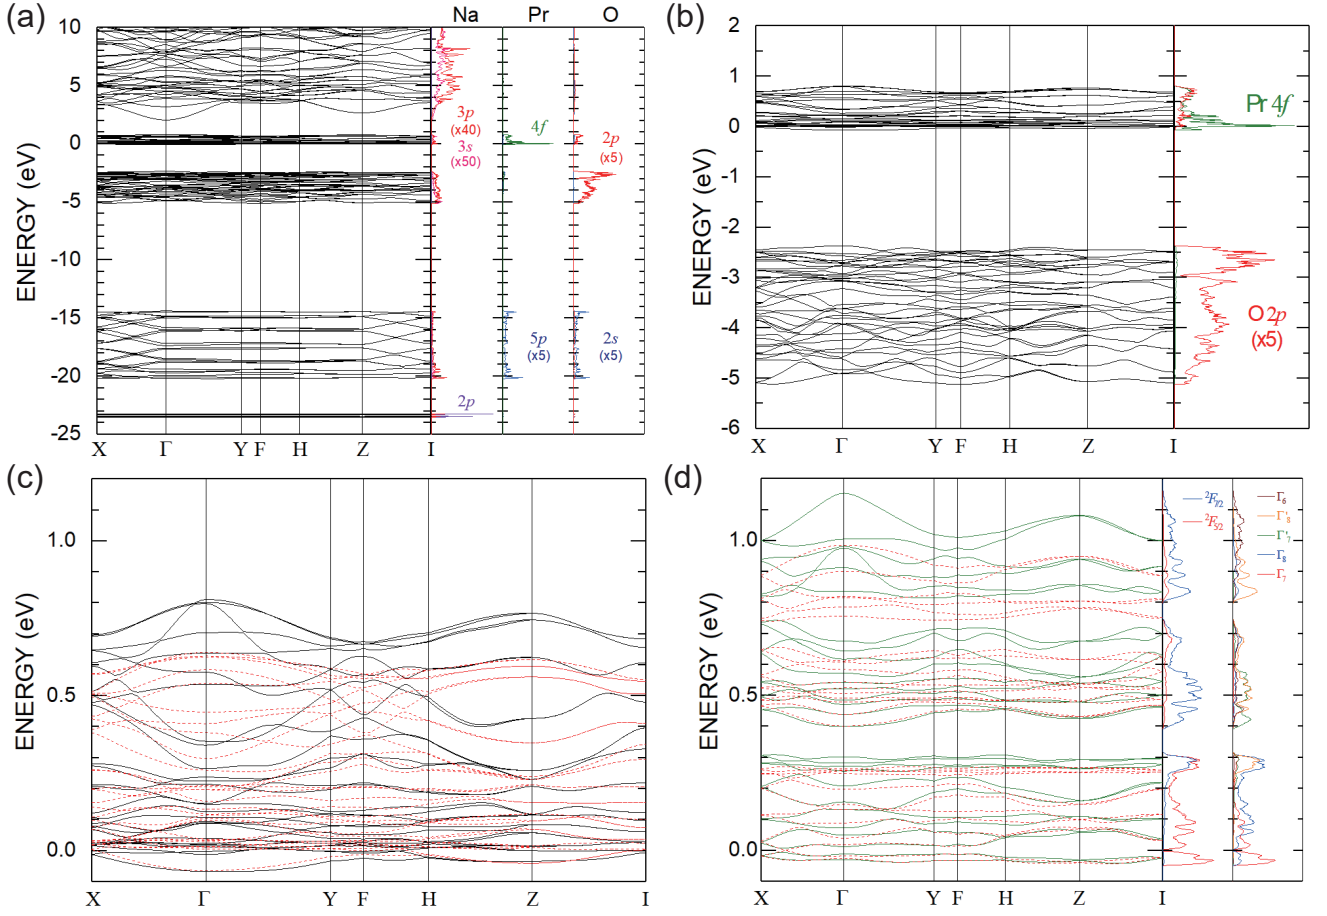 (a)
Na Pr O
ENERGY (eV)
10
5
0
-5
-10
-15
-20
-25
3p
(x40)
3s
(x50)
4f
2p
(x5)
5p
(x5)
2s
(x5)
2p
X Γ Y F H Z I
(b)
ENERGY (eV)
2
1
0
-1
-2
-3
-4
-5
-6
Pr 4f
O 2p
(x5)
X Γ Y F H Z I
(c)
ENERGY (eV)
1.0
0.5
0.0
X Γ Y F H Z I
(d)
ENERGY (eV)
1.0
0.5
0.0
²F₇/₂
²F₅/₂
Γ₆
Γ'₈
Γ'₇
Γ₈
Γ₇
X Γ Y F H Z I